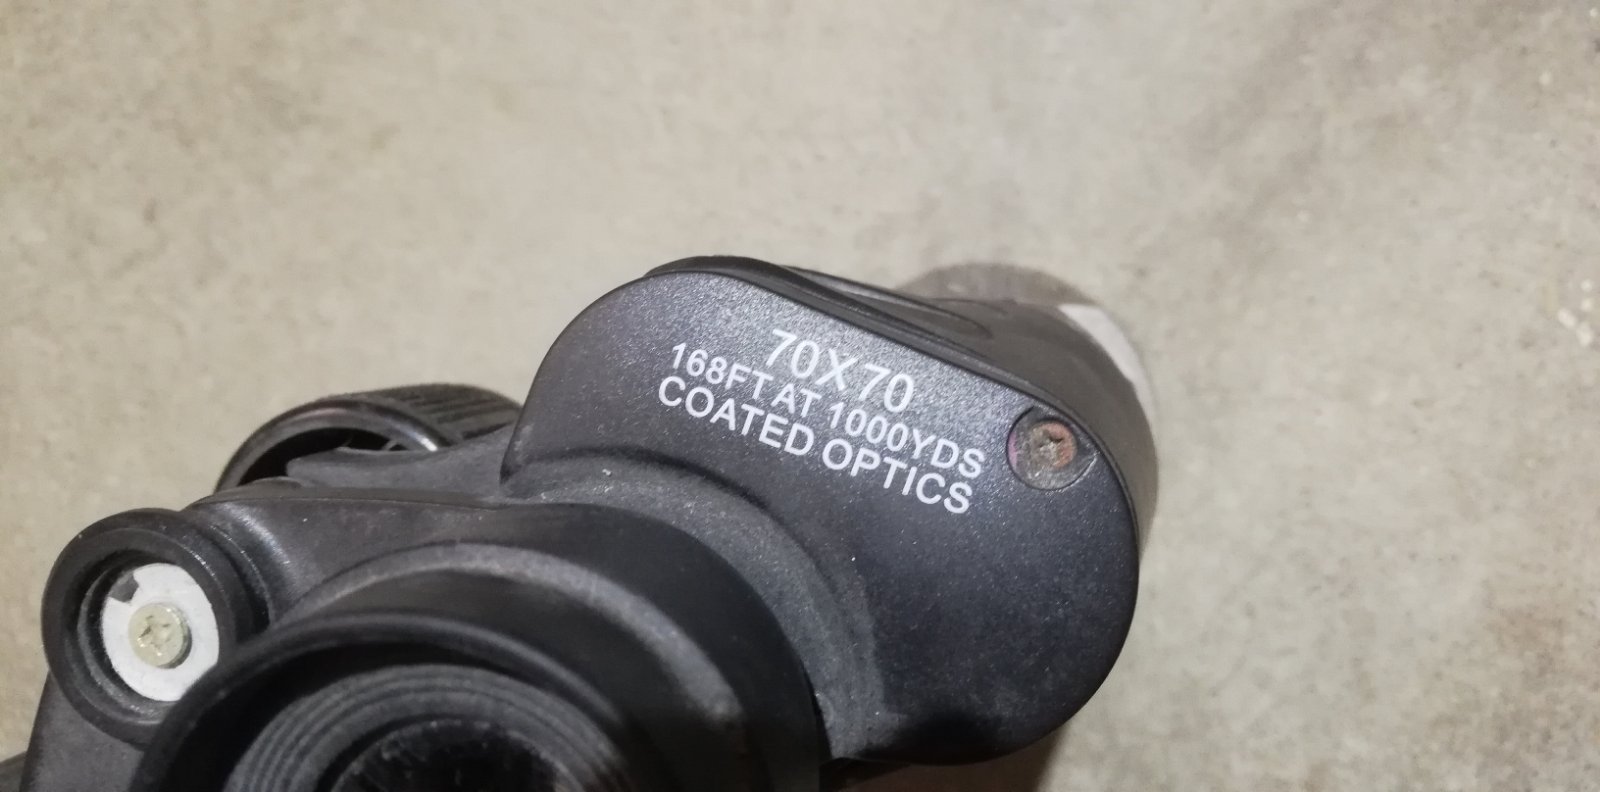 70X70
168FT AT 1000YDS
COATED OPTICS